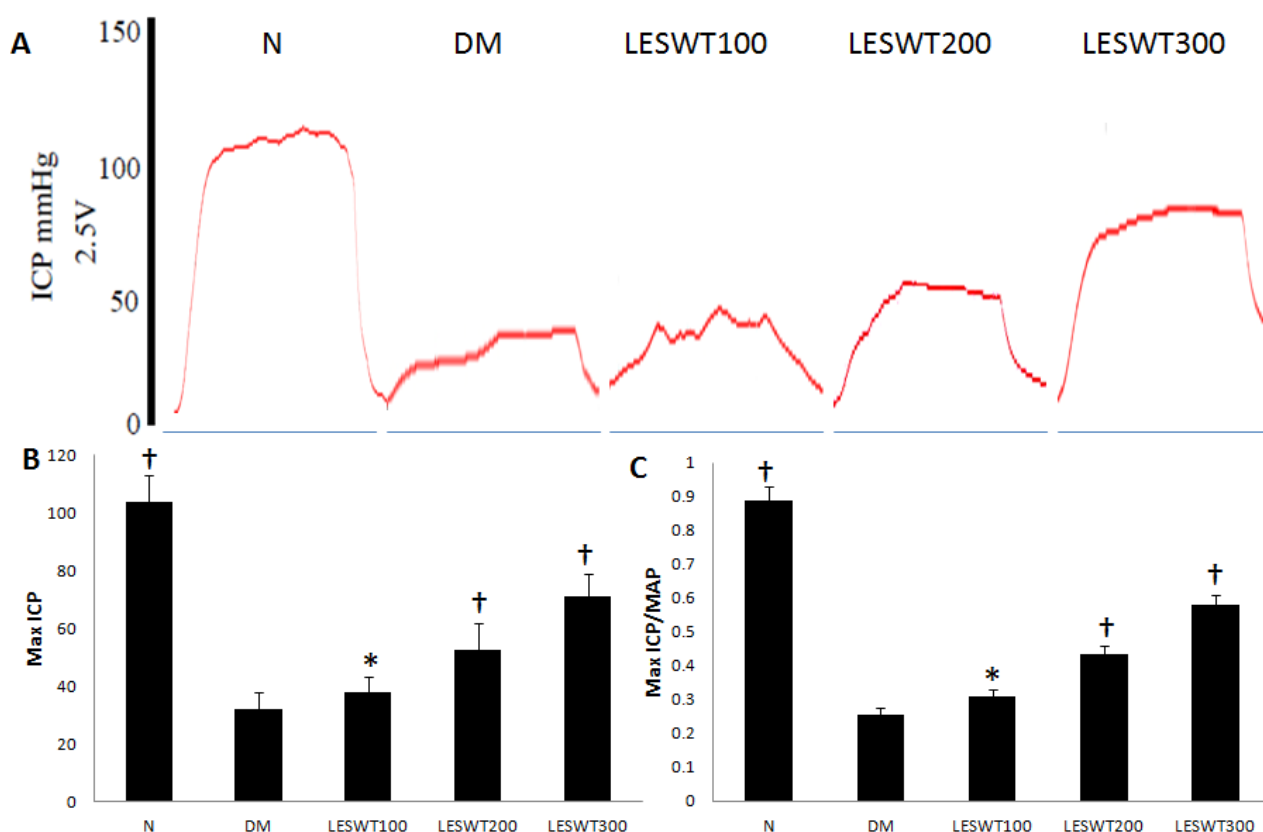 A
N DM LESWT100 LESWT200 LESWT300
ICP mmHg
2.5V
150
100
50
0
B
Max ICP
120
100
80
60
40
20
0
† * † †
N DM LESWT100 LESWT200 LESWT300
C
Max ICP/MAP
1
0.9
0.8
0.7
0.6
0.5
0.4
0.3
0.2
0.1
0
† * † †
N DM LESWT100 LESWT200 LESWT300